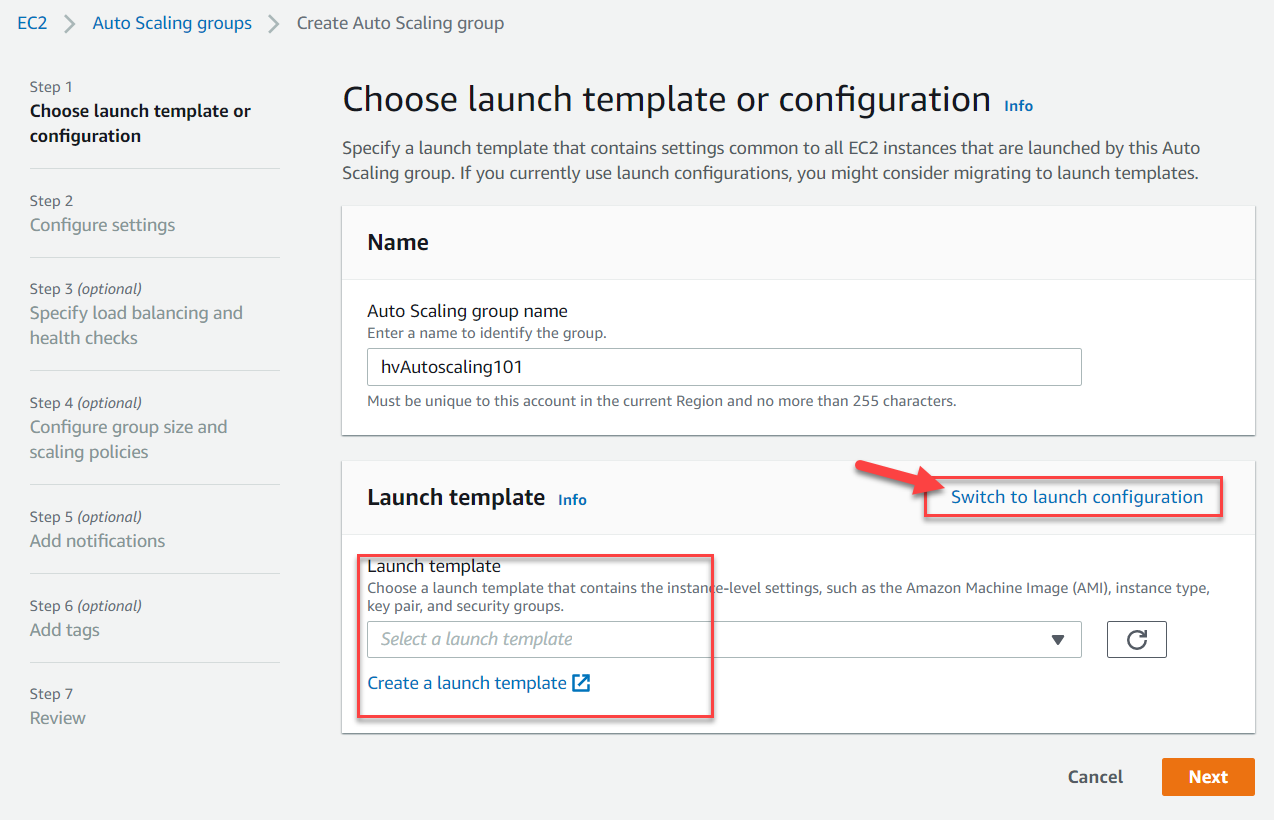 EC2 > Auto Scaling groups > Create Auto Scaling group
Step 1
Choose launch template or
configuration
Step 2
Configure settings
Step 3 (optional)
Specify load balancing and
health checks
Step 4 (optional)
Configure group size and
scaling policies
Step 5 (optional)
Add notifications
Step 6 (optional)
Add tags
Step 7
Review
Choose launch template or configuration Info
Specify a launch template that contains settings common to all EC2 instances that are launched by this Auto
Scaling group. If you currently use launch configurations, you might consider migrating to launch templates.
Name
Auto Scaling group name
Enter a name to identify the group.
hvAutoscaling101
Must be unique to this account in the current Region and no more than 255 characters.
Launch template Info
Switch to launch configuration
Launch template
Choose a launch template that contains the instance-level settings, such as the Amazon Machine Image (AMI), instance type,
key pair, and security groups.
Select a launch template
Create a launch template
Cancel
Next